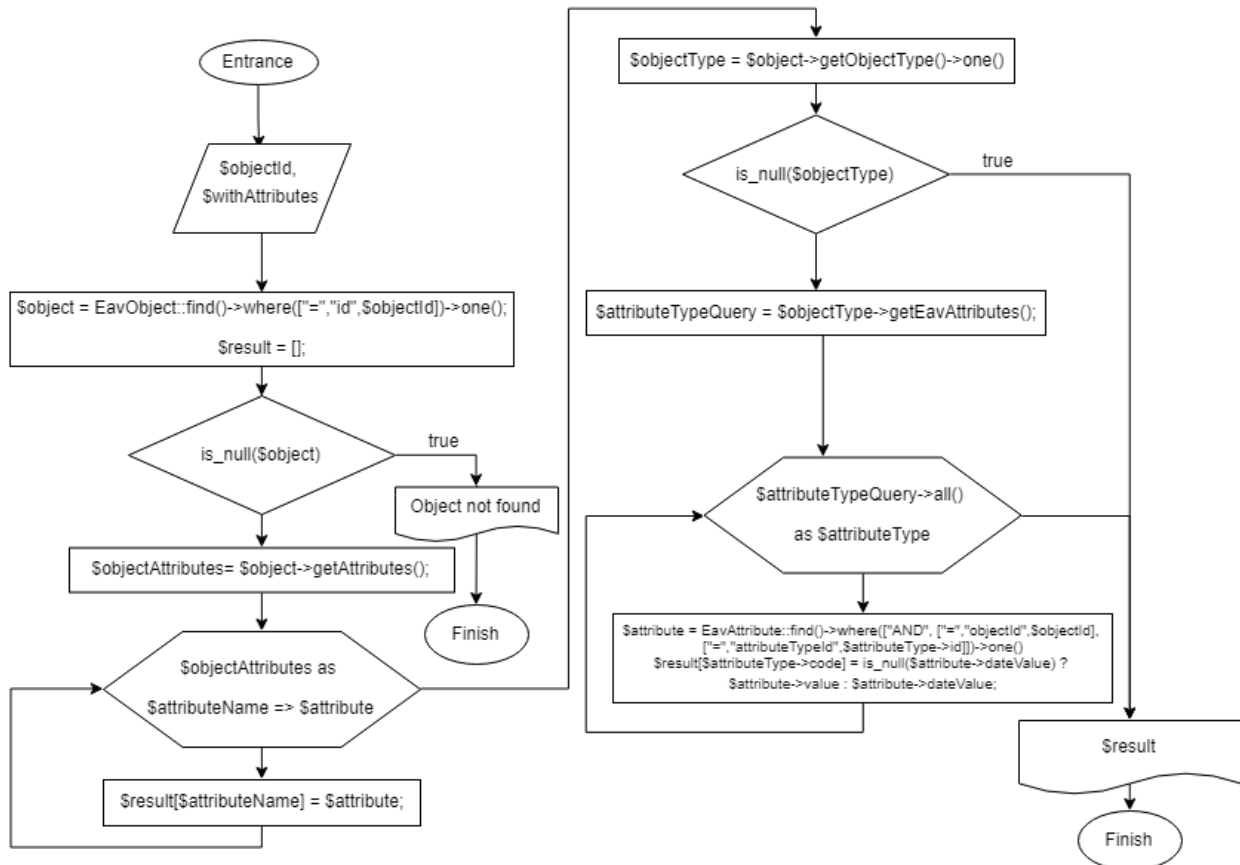 Entrance
$objectId,
$withAttributes
$object = EavObject::find()->where(["=","id",$objectId])->one();
$result = [];
is_null($object)
true
Object not found
Finish
$objectAttributes= $object->getAttributes();
$objectAttributes as
$attributeName => $attribute
$result[$attributeName] = $attribute;
$objectType = $object->getObjectType()->one()
is_null($objectType)
true
$attributeTypeQuery = $objectType->getEavAttributes();
$attributeTypeQuery->all()
as $attributeType
$attribute = EavAttribute::find()->where(["AND", ["=","objectId",$objectId],
["=","attributeTypeId",$attributeType->id]])->one()
$result[$attributeType->code] = is_null($attribute->dateValue) ?
$attribute->value : $attribute->dateValue;
$result
Finish